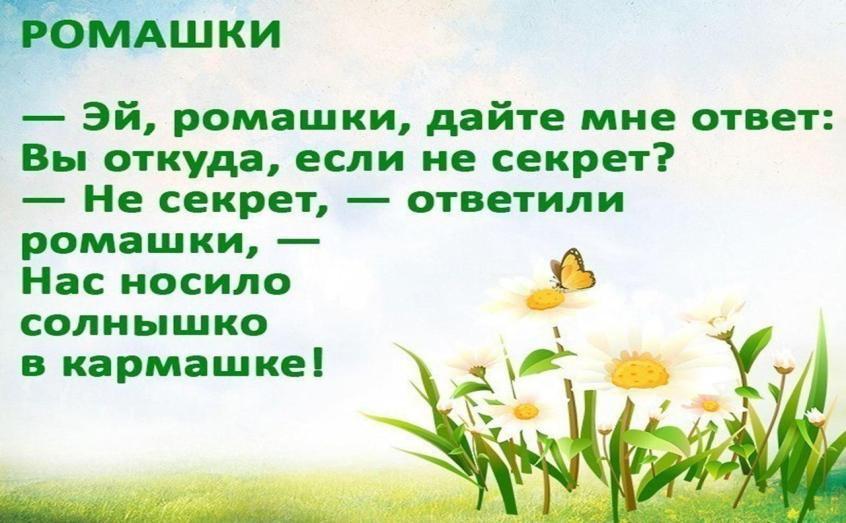 РОМАШКИ
— Эй, ромашки, дайте мне ответ:
Вы откуда, если не секрет?
— Не секрет, — ответили
ромашки, —
Нас носило
солнышко
в кармашке!